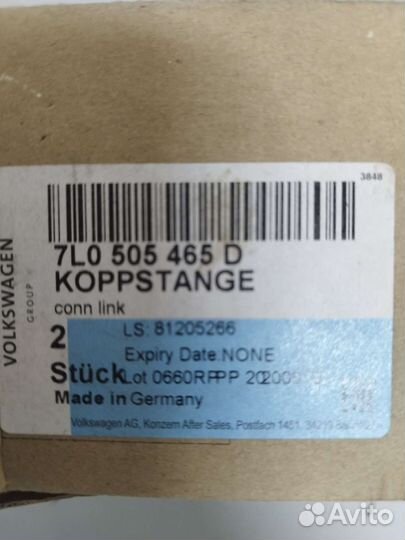 3848
VOLKSWAGEN
GROUP
7L0 505 465 D
KOPPSTANGE
conn link
2 LS: 81205266
Expiry Date:NONE
Stück Lot 0660RPPP
Made in Germany
Volkswagen AG, Konzern After Sales, Postfach 1451, 34219
Avito